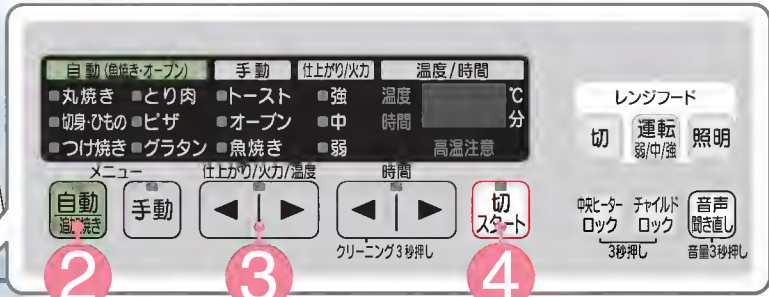 自動(魚焼き・オーブン) 手動 仕上がり/火力 温度/時間
丸焼き とり肉 トースト 強 温度 ℃
切身・ひもの ピザ オーブン 中 時間 分
つけ焼き グラタン 魚焼き 弱 高温注意
メニュー 仕上がり/火力/温度 時間
自動
追加焼き
手動
切
スタート
クリーニング3秒押し
2 3 4
レンジフード
切 運転 照明
弱/中/強
中央ヒーター チャイルド 音声
ロック ロック 聞き直し
3秒押し 音量3秒押し